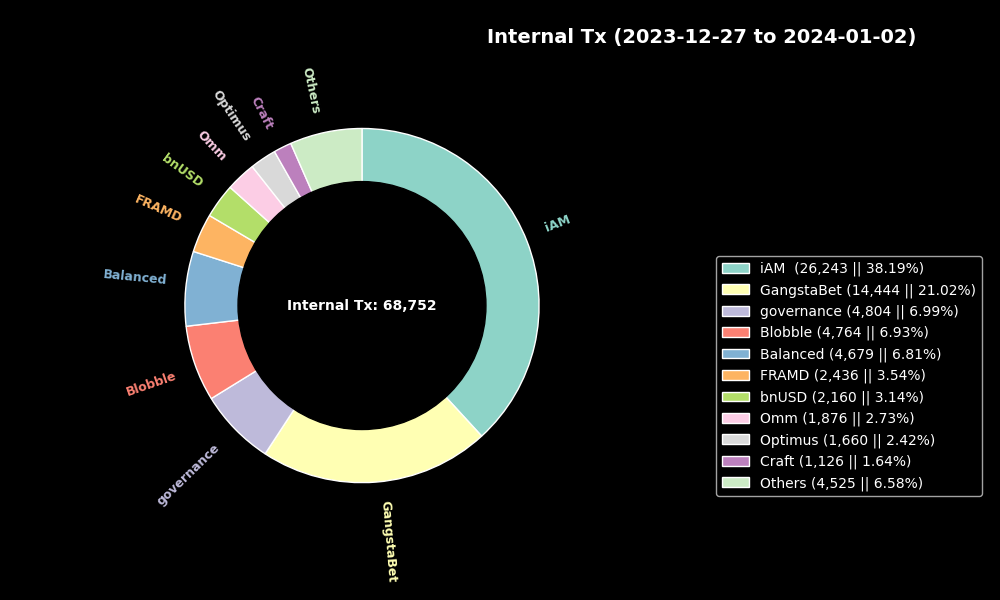 Internal Tx (2023-12-27 to 2024-01-02)
Others
Craft
Optimus
Omm
bnUSD
FRAMD
Balanced
Blobble
governance
GangstaBet
iAM
Internal Tx: 68,752
iAM  (26,243 || 38.19%)
GangstaBet (14,444 || 21.02%)
governance (4,804 || 6.99%)
Blobble (4,764 || 6.93%)
Balanced (4,679 || 6.81%)
FRAMD (2,436 || 3.54%)
bnUSD (2,160 || 3.14%)
Omm (1,876 || 2.73%)
Optimus (1,660 || 2.42%)
Craft (1,126 || 1.64%)
Others (4,525 || 6.58%)